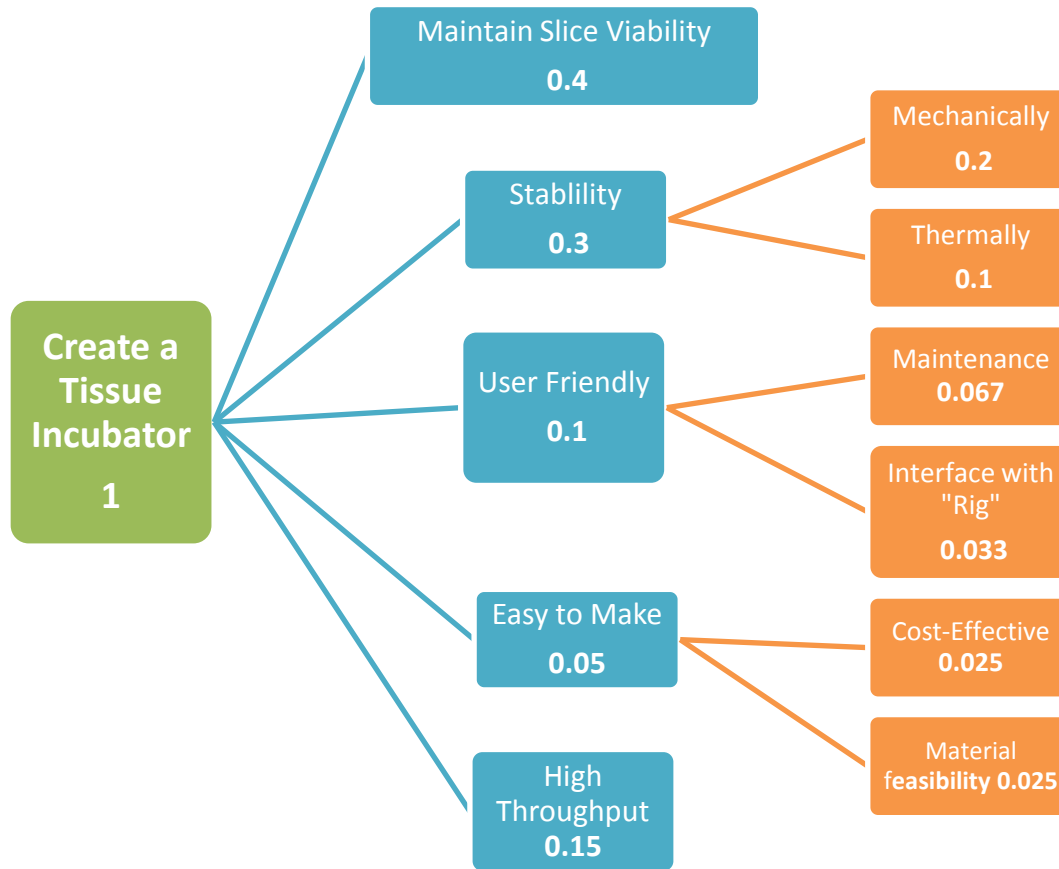 Create a
Tissue
Incubator
1
Maintain Slice Viability
0.4
Stablility
0.3
Mechanically
0.2
Thermally
0.1
User Friendly
0.1
Maintenance
0.067
Interface with
"Rig"
0.033
Easy to Make
0.05
Cost-Effective
0.025
Material
feasibility 0.025
High
Throughput
0.15